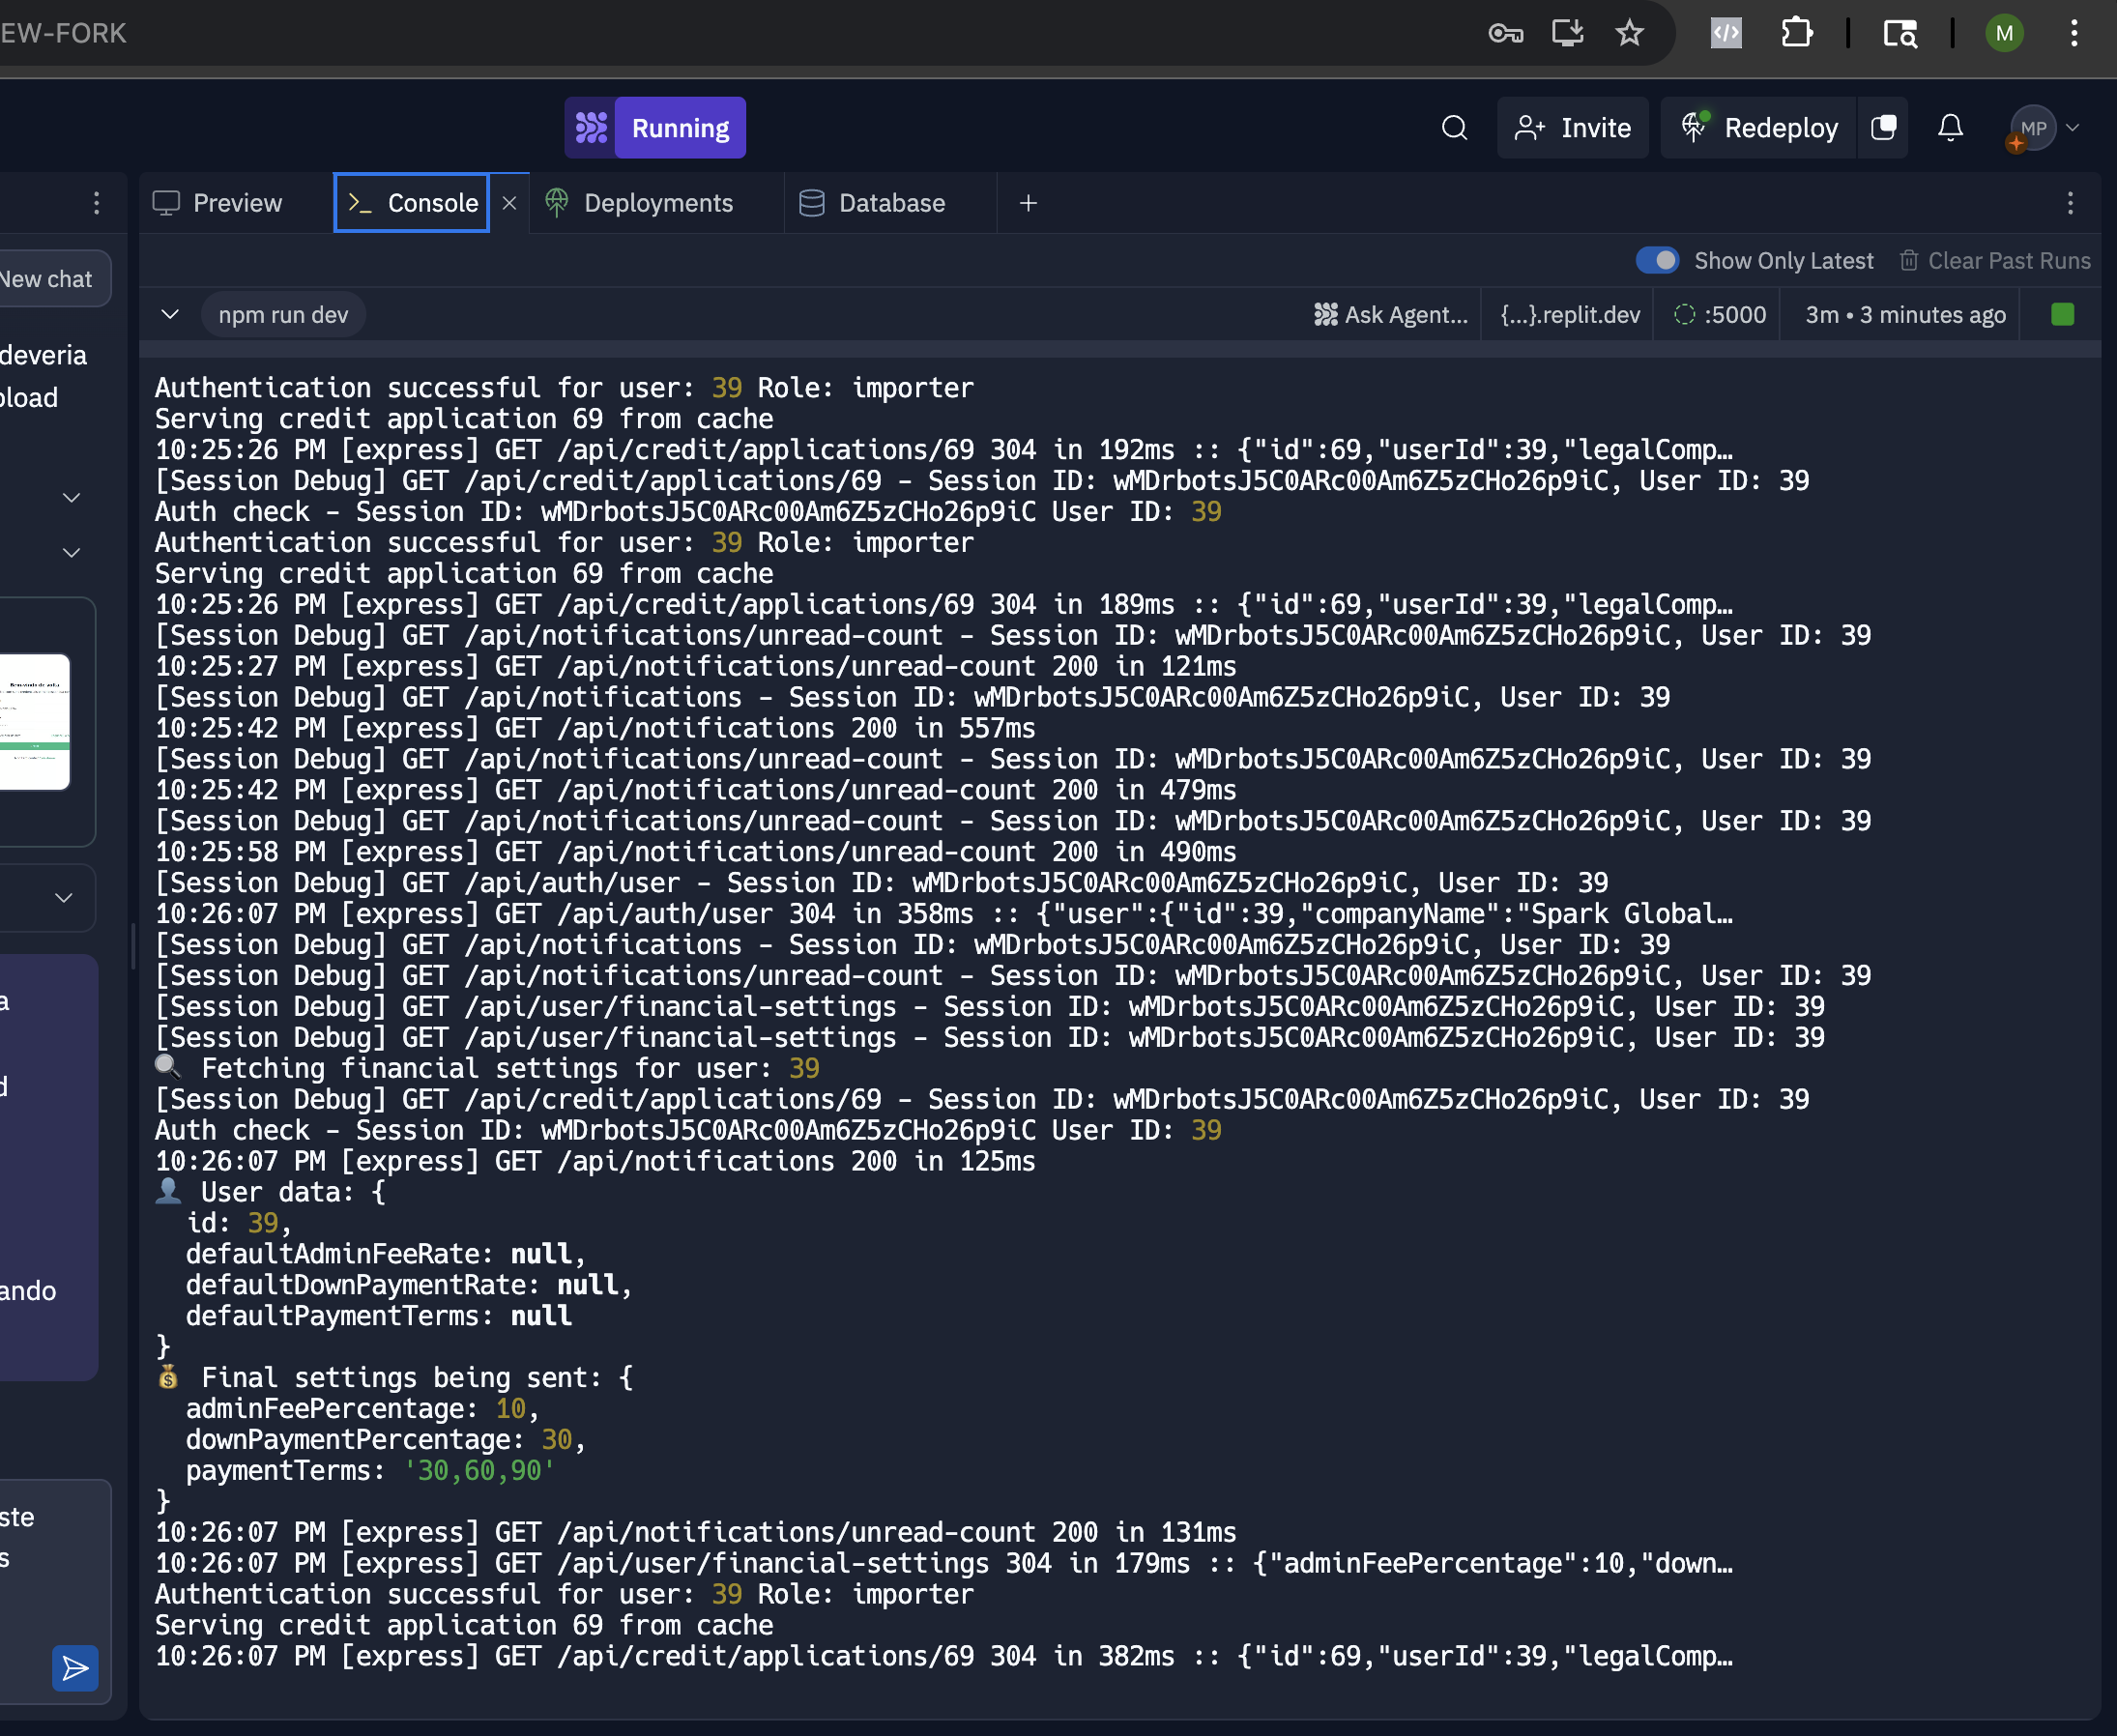 EW-FORK
M
Running
Invite
Redeploy
MP
Preview
Console
Deployments
Database
Show Only Latest
Clear Past Runs
New chat
npm run dev
Ask Agent...
{...}.replit.dev
:5000
3m • 3 minutes ago
deveria
pload
a
d
ando
ste
s
Authentication successful for user: 39 Role: importer
Serving credit application 69 from cache
10:25:26 PM [express] GET /api/credit/applications/69 304 in 192ms :: {"id":69,"userId":39,"legalComp…
[Session Debug] GET /api/credit/applications/69 - Session ID: wMDrbotsJ5C0ARc00Am6Z5zCHo26p9iC, User ID: 39
Auth check - Session ID: wMDrbotsJ5C0ARc00Am6Z5zCHo26p9iC User ID: 39
Authentication successful for user: 39 Role: importer
Serving credit application 69 from cache
10:25:26 PM [express] GET /api/credit/applications/69 304 in 189ms :: {"id":69,"userId":39,"legalComp…
[Session Debug] GET /api/notifications/unread-count - Session ID: wMDrbotsJ5C0ARc00Am6Z5zCHo26p9iC, User ID: 39
10:25:27 PM [express] GET /api/notifications/unread-count 200 in 121ms
[Session Debug] GET /api/notifications - Session ID: wMDrbotsJ5C0ARc00Am6Z5zCHo26p9iC, User ID: 39
10:25:42 PM [express] GET /api/notifications 200 in 557ms
[Session Debug] GET /api/notifications/unread-count - Session ID: wMDrbotsJ5C0ARc00Am6Z5zCHo26p9iC, User ID: 39
10:25:42 PM [express] GET /api/notifications/unread-count 200 in 479ms
[Session Debug] GET /api/notifications/unread-count - Session ID: wMDrbotsJ5C0ARc00Am6Z5zCHo26p9iC, User ID: 39
10:25:58 PM [express] GET /api/notifications/unread-count 200 in 490ms
[Session Debug] GET /api/auth/user - Session ID: wMDrbotsJ5C0ARc00Am6Z5zCHo26p9iC, User ID: 39
10:26:07 PM [express] GET /api/auth/user 304 in 358ms :: {"user":{"id":39,"companyName":"Spark Global…
[Session Debug] GET /api/notifications - Session ID: wMDrbotsJ5C0ARc00Am6Z5zCHo26p9iC, User ID: 39
[Session Debug] GET /api/notifications/unread-count - Session ID: wMDrbotsJ5C0ARc00Am6Z5zCHo26p9iC, User ID: 39
[Session Debug] GET /api/user/financial-settings - Session ID: wMDrbotsJ5C0ARc00Am6Z5zCHo26p9iC, User ID: 39
[Session Debug] GET /api/user/financial-settings - Session ID: wMDrbotsJ5C0ARc00Am6Z5zCHo26p9iC, User ID: 39
🔍 Fetching financial settings for user: 39
[Session Debug] GET /api/credit/applications/69 - Session ID: wMDrbotsJ5C0ARc00Am6Z5zCHo26p9iC, User ID: 39
Auth check - Session ID: wMDrbotsJ5C0ARc00Am6Z5zCHo26p9iC User ID: 39
10:26:07 PM [express] GET /api/notifications 200 in 125ms
👤 User data: {
id: 39,
defaultAdminFeeRate: null,
defaultDownPaymentRate: null,
defaultPaymentTerms: null
}
💰 Final settings being sent: {
adminFeePercentage: 10,
downPaymentPercentage: 30,
paymentTerms: '30,60,90'
}
10:26:07 PM [express] GET /api/notifications/unread-count 200 in 131ms
10:26:07 PM [express] GET /api/user/financial-settings 304 in 179ms :: {"adminFeePercentage":10,"down…
Authentication successful for user: 39 Role: importer
Serving credit application 69 from cache
10:26:07 PM [express] GET /api/credit/applications/69 304 in 382ms :: {"id":69,"userId":39,"legalComp…